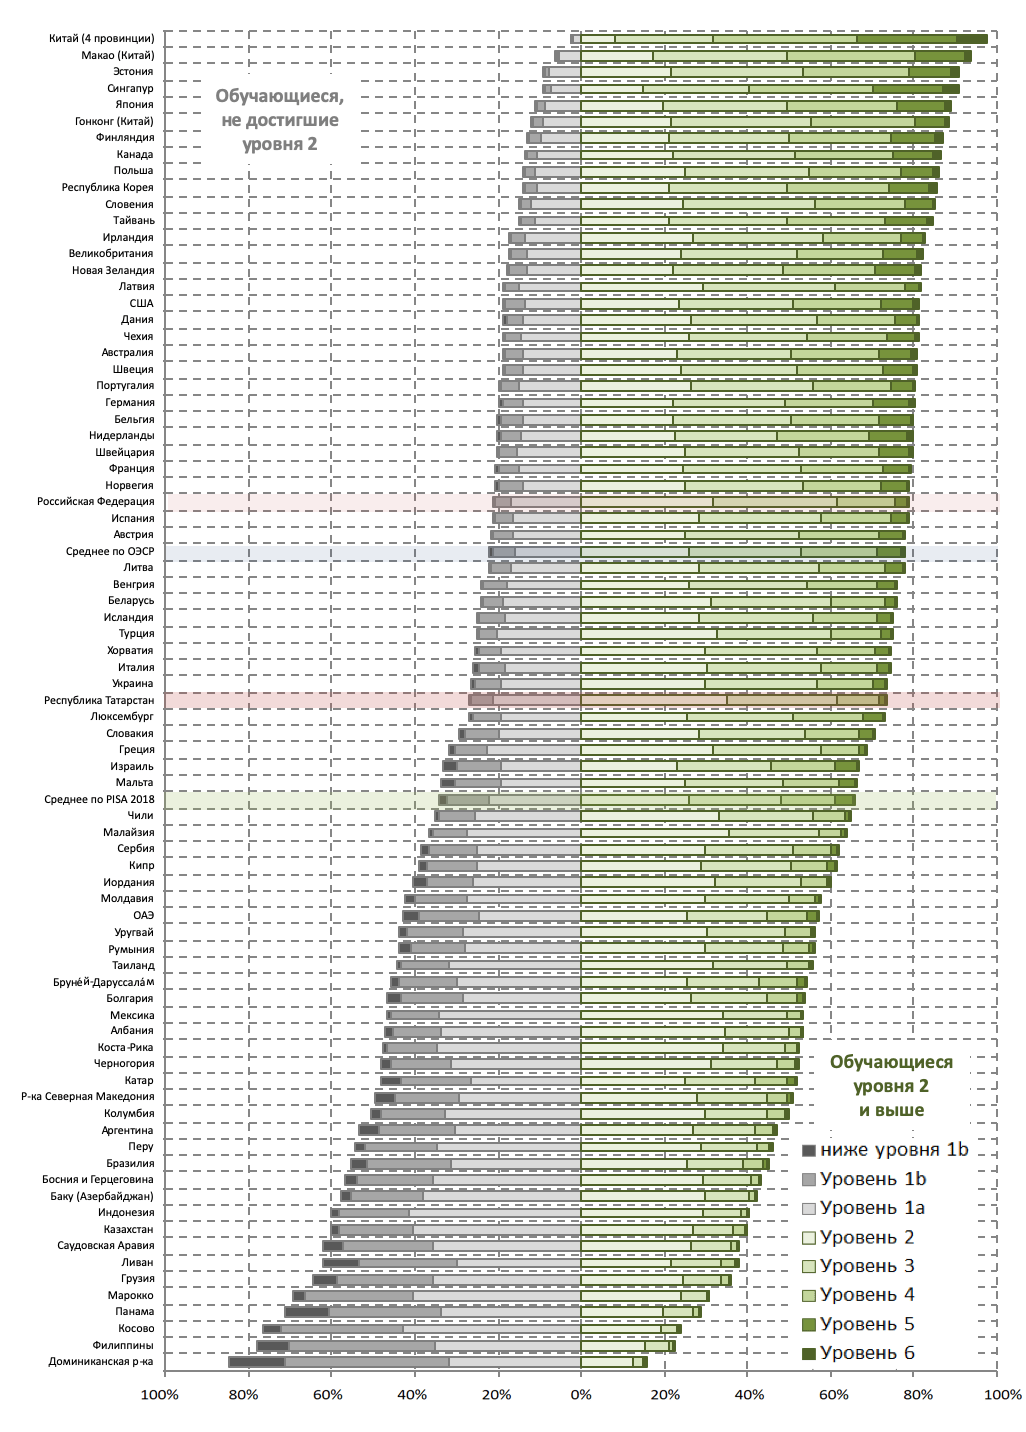 Китай (4 провинции)
Макао (Китай)
Эстония
Сингапур
Япония
Гонконг (Китай)
Финляндия
Канада
Польша
Республика Корея
Словения
Тайвань
Ирландия
Великобритания
Новая Зеландия
Латвия
США
Дания
Чехия
Австралия
Швеция
Португалия
Германия
Бельгия
Нидерланды
Швейцария
Франция
Норвегия
Российская Федерация
Испания
Австрия
Среднее по ОЭСР
Литва
Венгрия
Беларусь
Исландия
Турция
Хорватия
Италия
Украина
Республика Татарстан
Люксембург
Словакия
Греция
Израиль
Мальта
Среднее по PISA 2018
Чили
Малайзия
Сербия
Кипр
Иордания
Молдавия
ОАЭ
Уругвай
Румыния
Таиланд
Бруне́й-Даруссала́м
Болгария
Мексика
Албания
Коста-Рика
Черногория
Катар
Р-ка Северная Македония
Колумбия
Аргентина
Перу
Бразилия
Босния и Герцеговина
Баку (Азербайджан)
Индонезия
Казахстан
Саудовская Аравия
Ливан
Грузия
Марокко
Панама
Косово
Филиппины
Доминиканская р-ка
Обучающиеся,
не достигшие
уровня 2
Обучающиеся
уровня 2
и выше
ниже уровня 1b
Уровень 1b
Уровень 1a
Уровень 2
Уровень 3
Уровень 4
Уровень 5
Уровень 6
100% 80% 60% 40% 20% 0% 20% 40% 60% 80% 100%